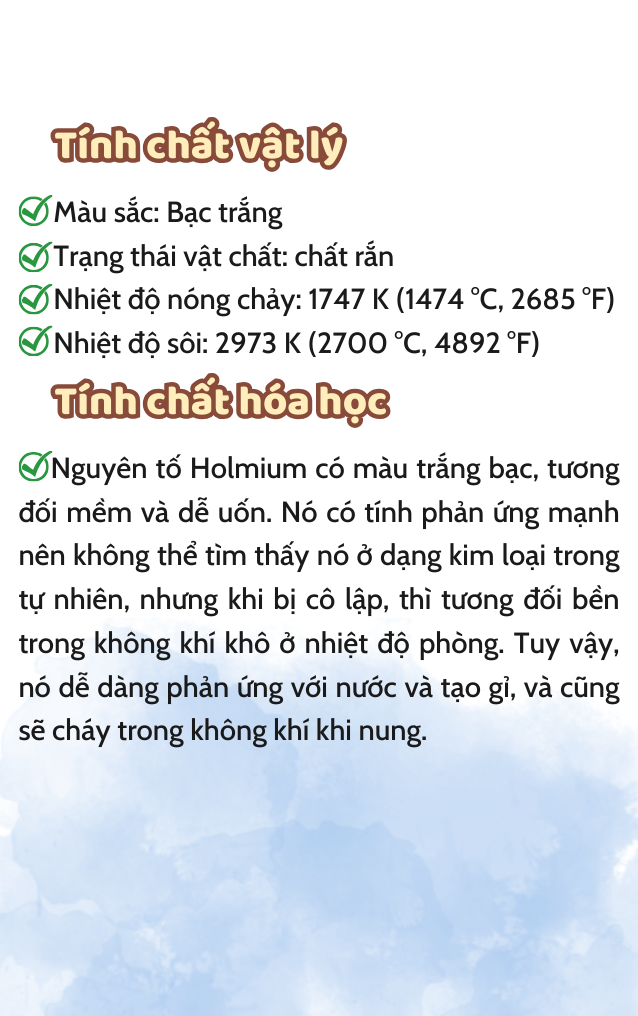 Tính chất vật lý
Màu sắc: Bạc trắng
Trạng thái vật chất: chất rắn
Nhiệt độ nóng chảy: 1747 K (1474 °C, 2685 °F)
Nhiệt độ sôi: 2973 K (2700 °C, 4892 °F)
Tính chất hóa học
Nguyên tố Holmium có màu trắng bạc, tương
đối mềm và dễ uốn. Nó có tính phản ứng mạnh
nên không thể tìm thấy nó ở dạng kim loại trong
tự nhiên, nhưng khi bị cô lập, thì tương đối bền
trong không khí khô ở nhiệt độ phòng. Tuy vậy,
nó dễ dàng phản ứng với nước và tạo gỉ, và cũng
sẽ cháy trong không khí khi nung.